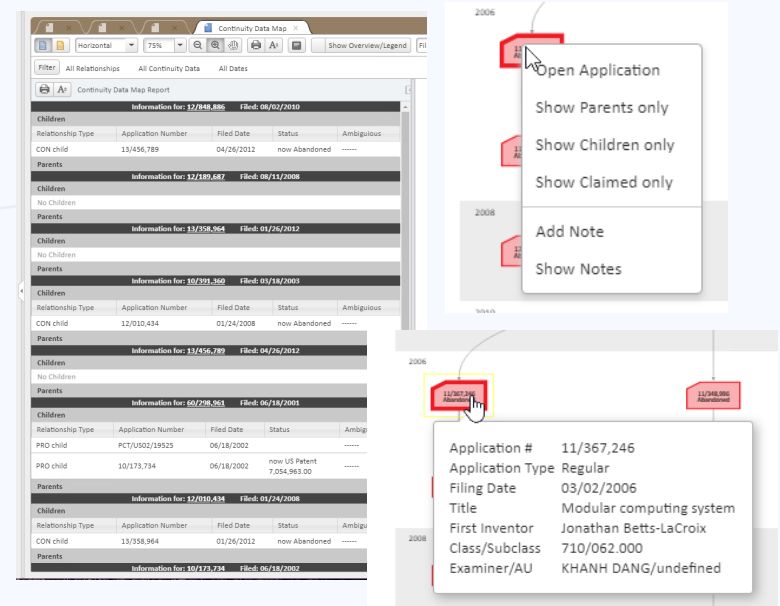 Continuity Data Map
Horizontal 75% Show Overview/Legend
Filter All Relationships All Continuity Data All Dates
Continuity Data Map Report
Information for: 12/848,886 Filed: 08/02/2010
Children
Relationship Type Application Number Filed Date Status Ambiguious
CON child 13/456,789 04/26/2012 now Abandoned ------
Parents
Information for: 12/189,687 Filed: 08/11/2008
Children
No Children
Parents
Information for: 13/358,964 Filed: 01/26/2012
Children
No Children
Parents
Information for: 10/391,360 Filed: 03/18/2003
Children
Relationship Type Application Number Filed Date Status Ambiguious
CON child 12/010,434 01/24/2008 now Abandoned ------
Parents
Information for: 13/456,789 Filed: 04/26/2012
Children
No Children
Parents
Information for: 60/298,961 Filed: 06/18/2001
Children
Relationship Type Application Number Filed Date Status Ambigu
PRO child PCT/US02/19525 06/18/2002 ------
PRO child 10/173,734 06/18/2002 now US Patent 7,054,963.00 ------
Parents
Information for: 12/010,434 Filed: 01/24/2008
Children
Relationship Type Application Number Filed Date Status Ambigu
CON child 13/358,964 01/26/2012 now Abandoned ------
Parents
Information for: 10/173,734 Filed: 06/18/2002
2006
Open Application
Show Parents only
Show Children only
Show Claimed only
2008
Add Note
Show Notes
2006
11/367,246
Abandoned
11/348,986
Abandoned
Application # 11/367,246
Application Type Regular
Filing Date 03/02/2006
Title Modular computing system
First Inventor Jonathan Betts-LaCroix
2008
Class/Subclass 710/062.000
Examiner/AU KHANH DANG/undefined